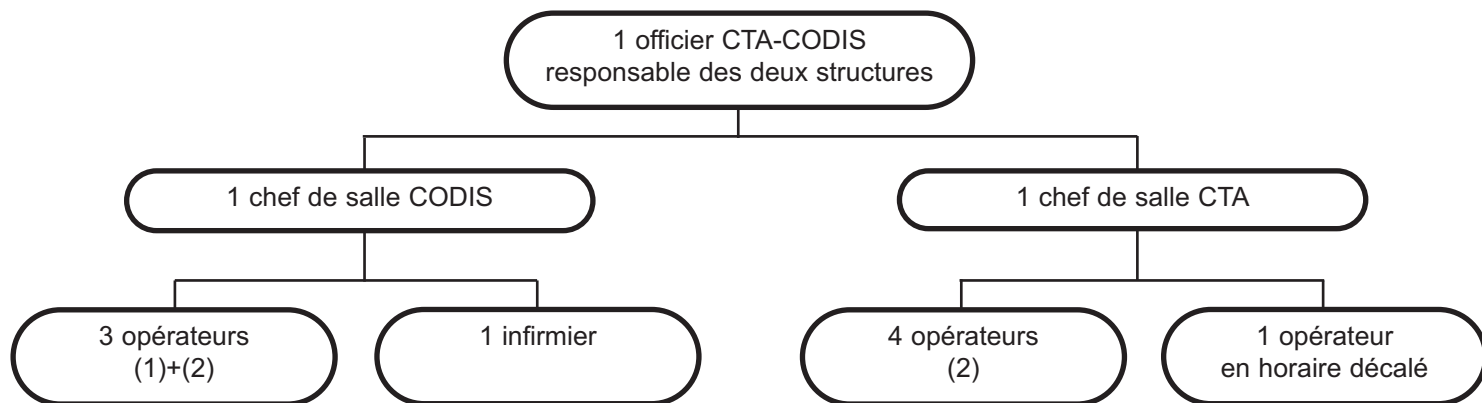 1 officier CTA-CODIS
responsable des deux structures
1 chef de salle CODIS
1 chef de salle CTA
3 opérateurs
(1)+(2)
1 infirmier
4 opérateurs
(2)
1 opérateur
en horaire décalé